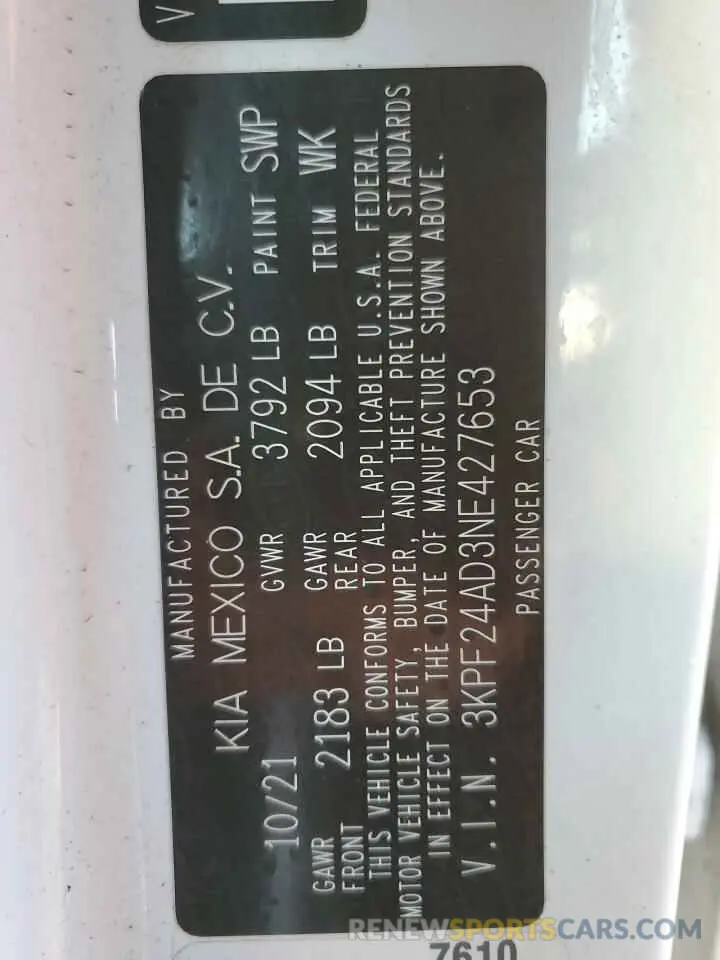 V
MANUFACTURED BY
KIA MEXICO S.A. DE C.V.
10/21 GVWR 3792 LB PAINT SWP
GAWR FRONT 2183 LB GAWR REAR 2094 LB TRIM WK
THIS VEHICLE CONFORMS TO ALL APPLICABLE U.S.A. FEDERAL
MOTOR VEHICLE SAFETY, BUMPER, AND THEFT PREVENTION STANDARDS
IN EFFECT ON THE DATE OF MANUFACTURE SHOWN ABOVE.
V.I.N. 3KPF24AD3NE427653
PASSENGER CAR
7610
RENEWSPORTSCARS.COM